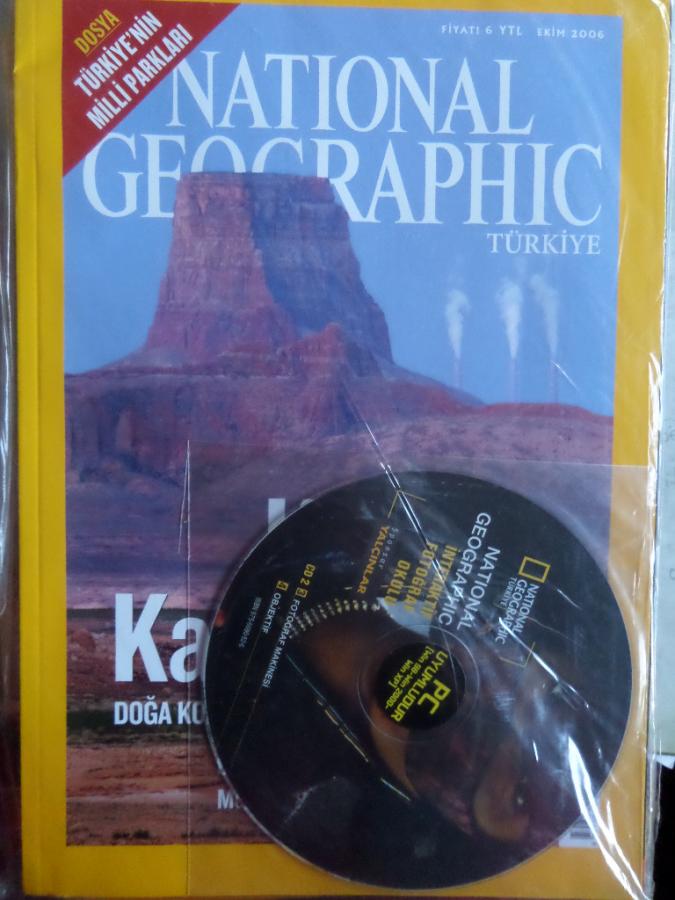 FİYATI 6 YTL EKİM 2006
DOSYA
TÜRKİYE'NİN
MİLLİ PARKLARI
NATIONAL
GEOGRAPHIC
TÜRKİYE
Ka
DOĞA KO
NATIONAL
GEOGRAPHIC
TÜRKİYE
NATIONAL
GEOGRAPHIC
FOTOĞRAF
Sponsor
YALÇINLAR
CD 2
FOTOĞRAF MAKİNESİ
OBJEKTİF
PC
UYUMLUDUR